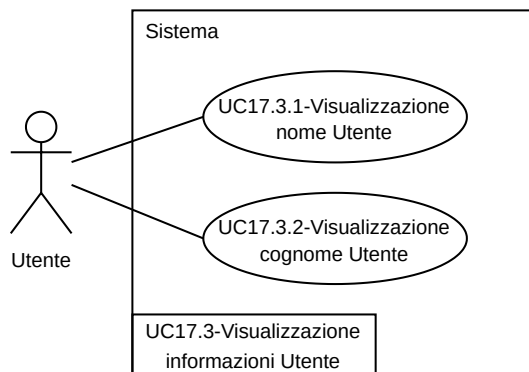 Sistema
UC17.3.1-Visualizzazione
nome Utente
UC17.3.2-Visualizzazione
cognome Utente
Utente
UC17.3-Visualizzazione
informazioni Utente